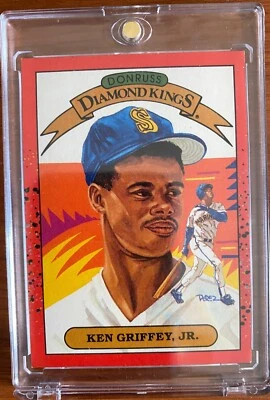 DONRUSS
DIAMOND KINGS
S
KEN GRIFFEY, JR.